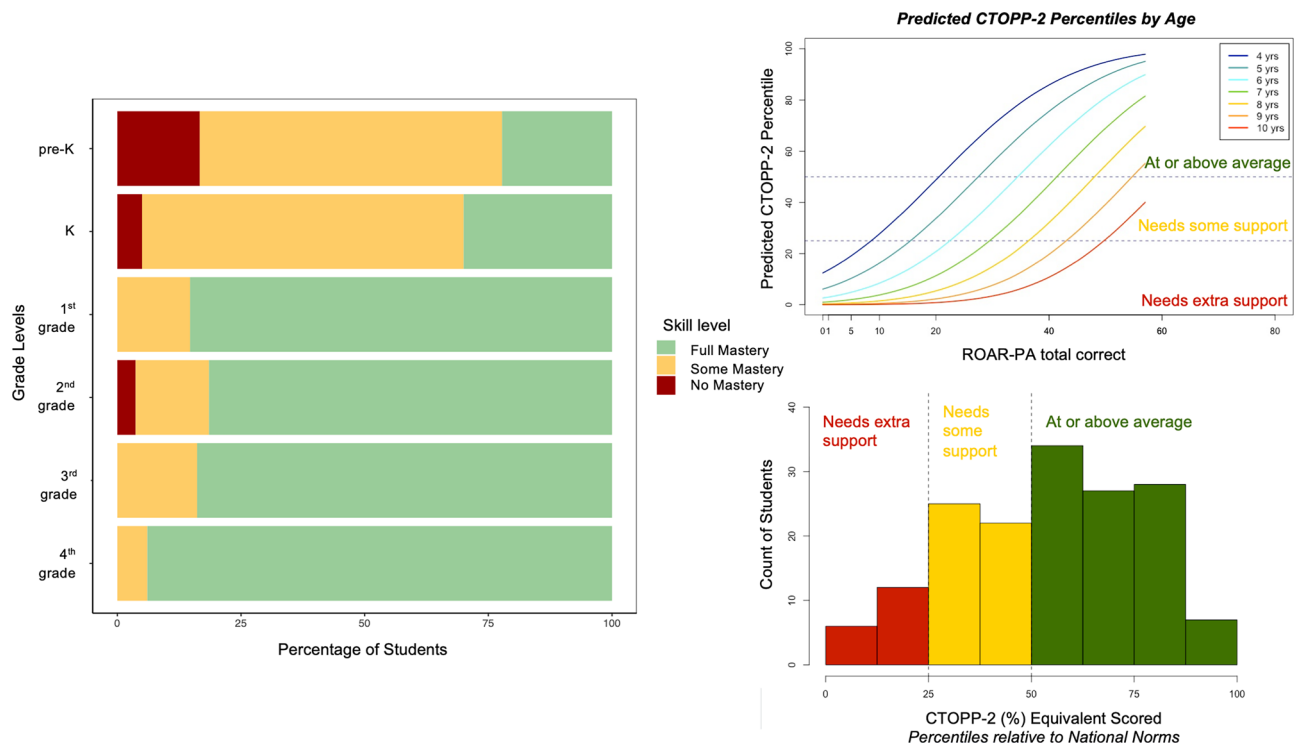 pre-K
K
1st
grade
2nd
grade
3rd
grade
4th
grade
Grade Levels
0 25 50 75 100
Percentage of Students
Skill level
Full Mastery
Some Mastery
No Mastery
Predicted CTOPP-2 Percentiles by Age
Predicted CTOPP-2 Percentile
100
80
60
40
20
0
4 yrs
5 yrs
6 yrs
7 yrs
8 yrs
9 yrs
10 yrs
At or above average
Needs some support
Needs extra support
0 1 5 10 20 40 60 80
ROAR-PA total correct
Count of Students
40
30
20
10
0
Needs extra
support
Needs
some
support
At or above average
0 25 50 75 100
CTOPP-2 (%) Equivalent Scored
Percentiles relative to National Norms